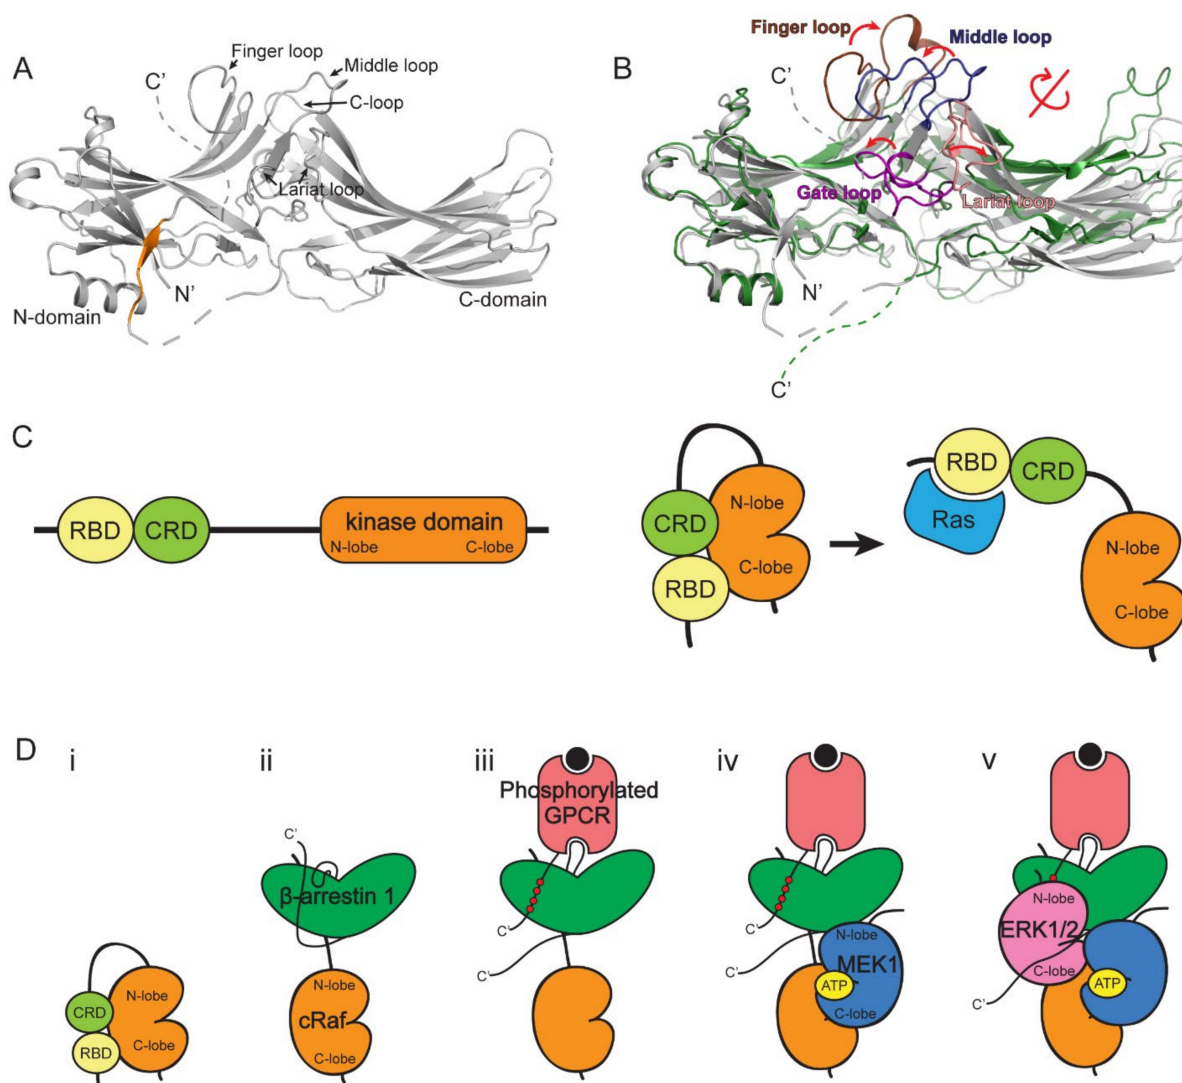 A
Finger loop
C'
Middle loop
C-loop
Lariat loop
N'
N-domain
C-domain
B
Finger loop
Middle loop
C'
Gate loop
Lariat loop
N'
C'
C
RBD
CRD
kinase domain
N-lobe
C-lobe
CRD
RBD
N-lobe
C-lobe
RBD
CRD
Ras
N-lobe
C-lobe
D
i
CRD
RBD
N-lobe
C-lobe
ii
C'
β-arrestin 1
N-lobe
cRaf
C-lobe
iii
Phosphorylated
GPCR
C'
iv
C'
N-lobe
MEK1
ATP
C-lobe
v
N-lobe
ERK1/2
C-lobe
ATP
C'